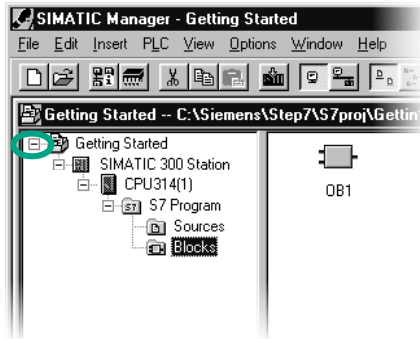 SIMATIC Manager - Getting Started
File Edit Insert PLC View Options Window Help
Getting Started -- C:\Siemens\Step7\S7proj\Gettin
Getting Started
SIMATIC 300 Station
CPU314(1)
S7 Program
Sources
Blocks
OB1